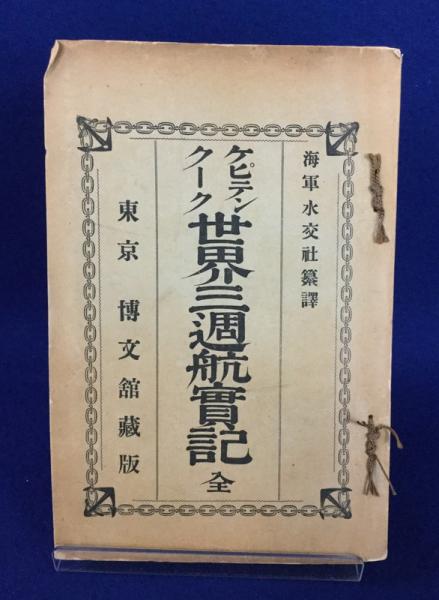 海軍水交社纂譯
ケピテン
クーク
世界三週航實記 全
東京 博文舘藏版